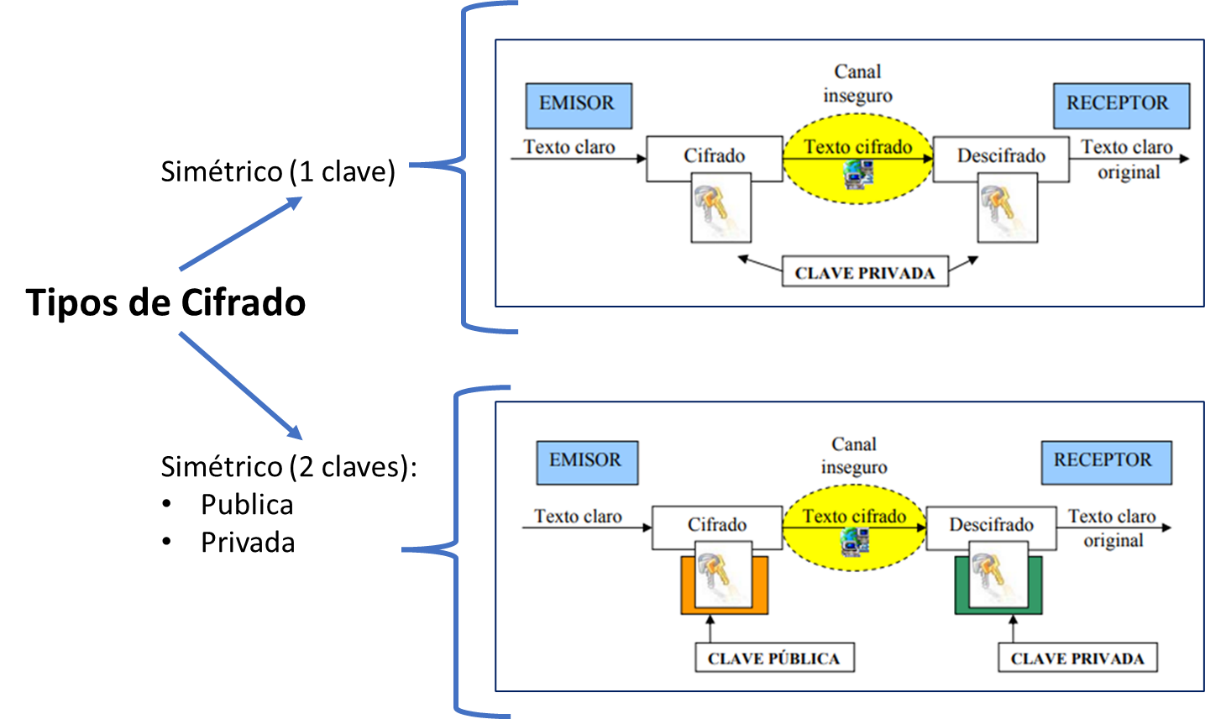 Tipos de Cifrado
Simétrico (1 clave)
EMISOR
Canal
inseguro
RECEPTOR
Texto claro
Cifrado
Texto cifrado
Descifrado
Texto claro
original
CLAVE PRIVADA
Simétrico (2 claves):
• Publica
• Privada
EMISOR
Canal
inseguro
RECEPTOR
Texto claro
Cifrado
Texto cifrado
Descifrado
Texto claro
original
CLAVE PÚBLICA
CLAVE PRIVADA